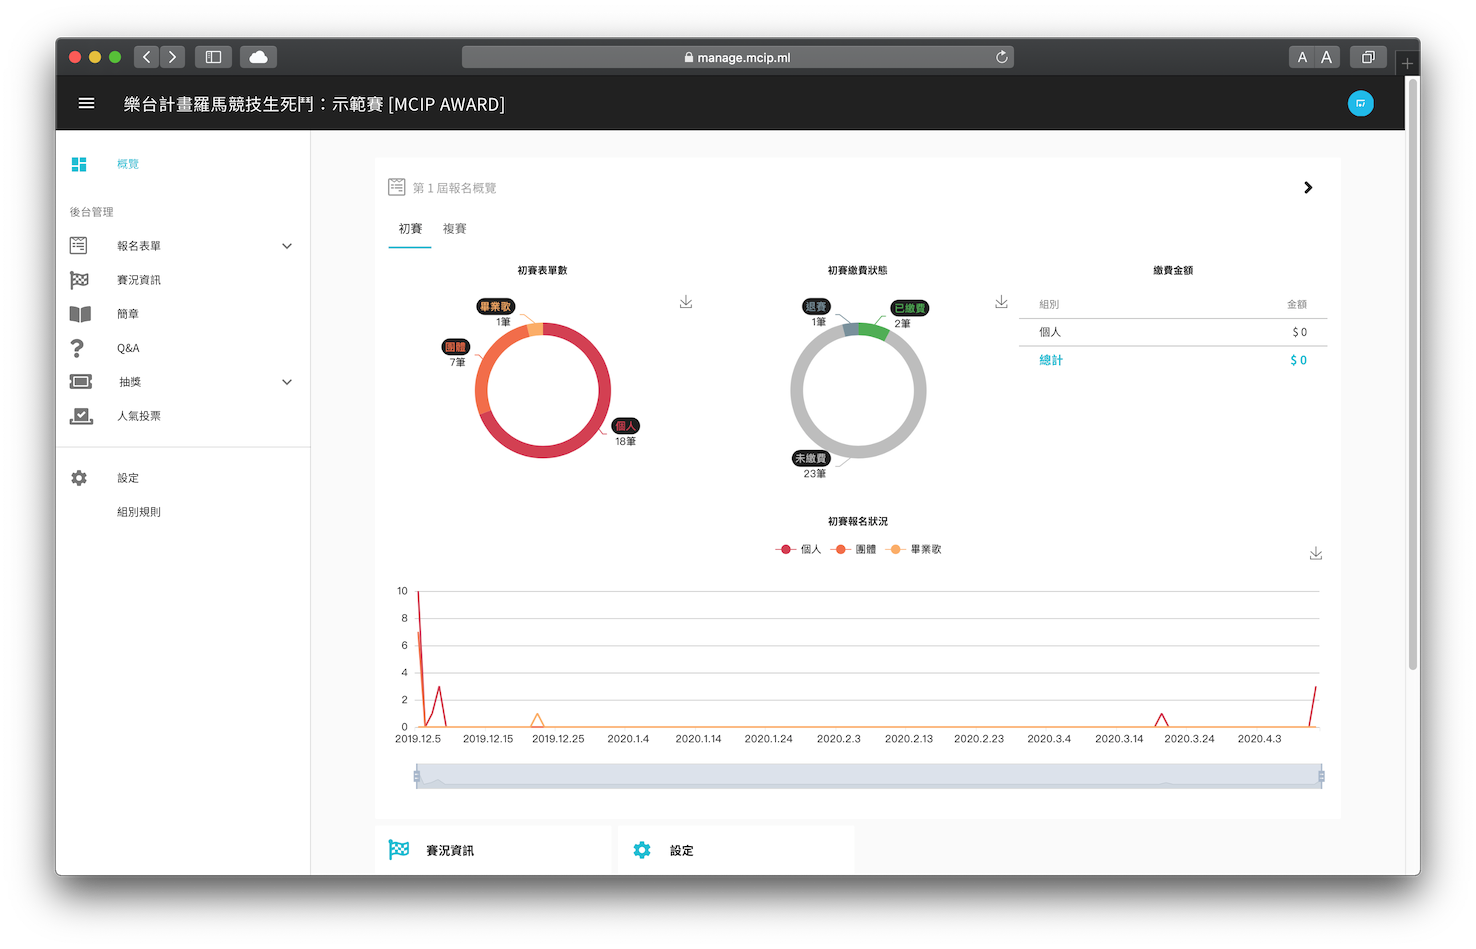 manage.mcip.ml
A A
樂台計畫羅馬競技生死鬥：示範賽 [MCIP AWARD]
概覽
後台管理
報名表單
賽況資訊
簡章
Q&A
抽獎
人氣投票
設定
組別規則
第 1 屆報名概覽
初賽 複賽
初賽表單數
畢業歌
1筆
團體
7筆
個人
18筆
初賽繳費狀態
退賽
1筆
已繳費
2筆
未繳費
23筆
繳費金額
組別 金額
個人 $ 0
總計 $ 0
初賽報名狀況
個人 團體 畢業歌
10
8
6
4
2
0
2019.12.5 2019.12.15 2019.12.25 2020.1.4 2020.1.14 2020.1.24 2020.2.3 2020.2.13 2020.2.23 2020.3.4 2020.3.14 2020.3.24 2020.4.3
賽況資訊
設定